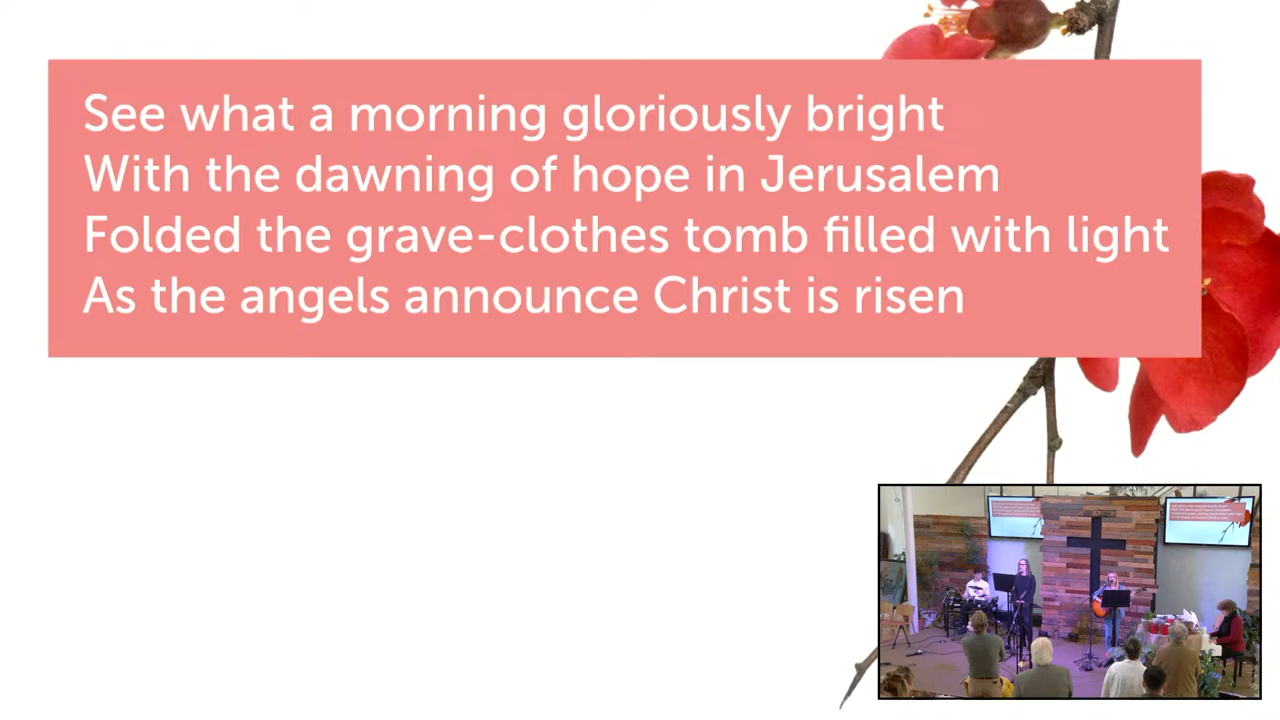 See what a morning gloriously bright
With the dawning of hope in Jerusalem
Folded the grave-clothes tomb filled with light
As the angels announce Christ is risen